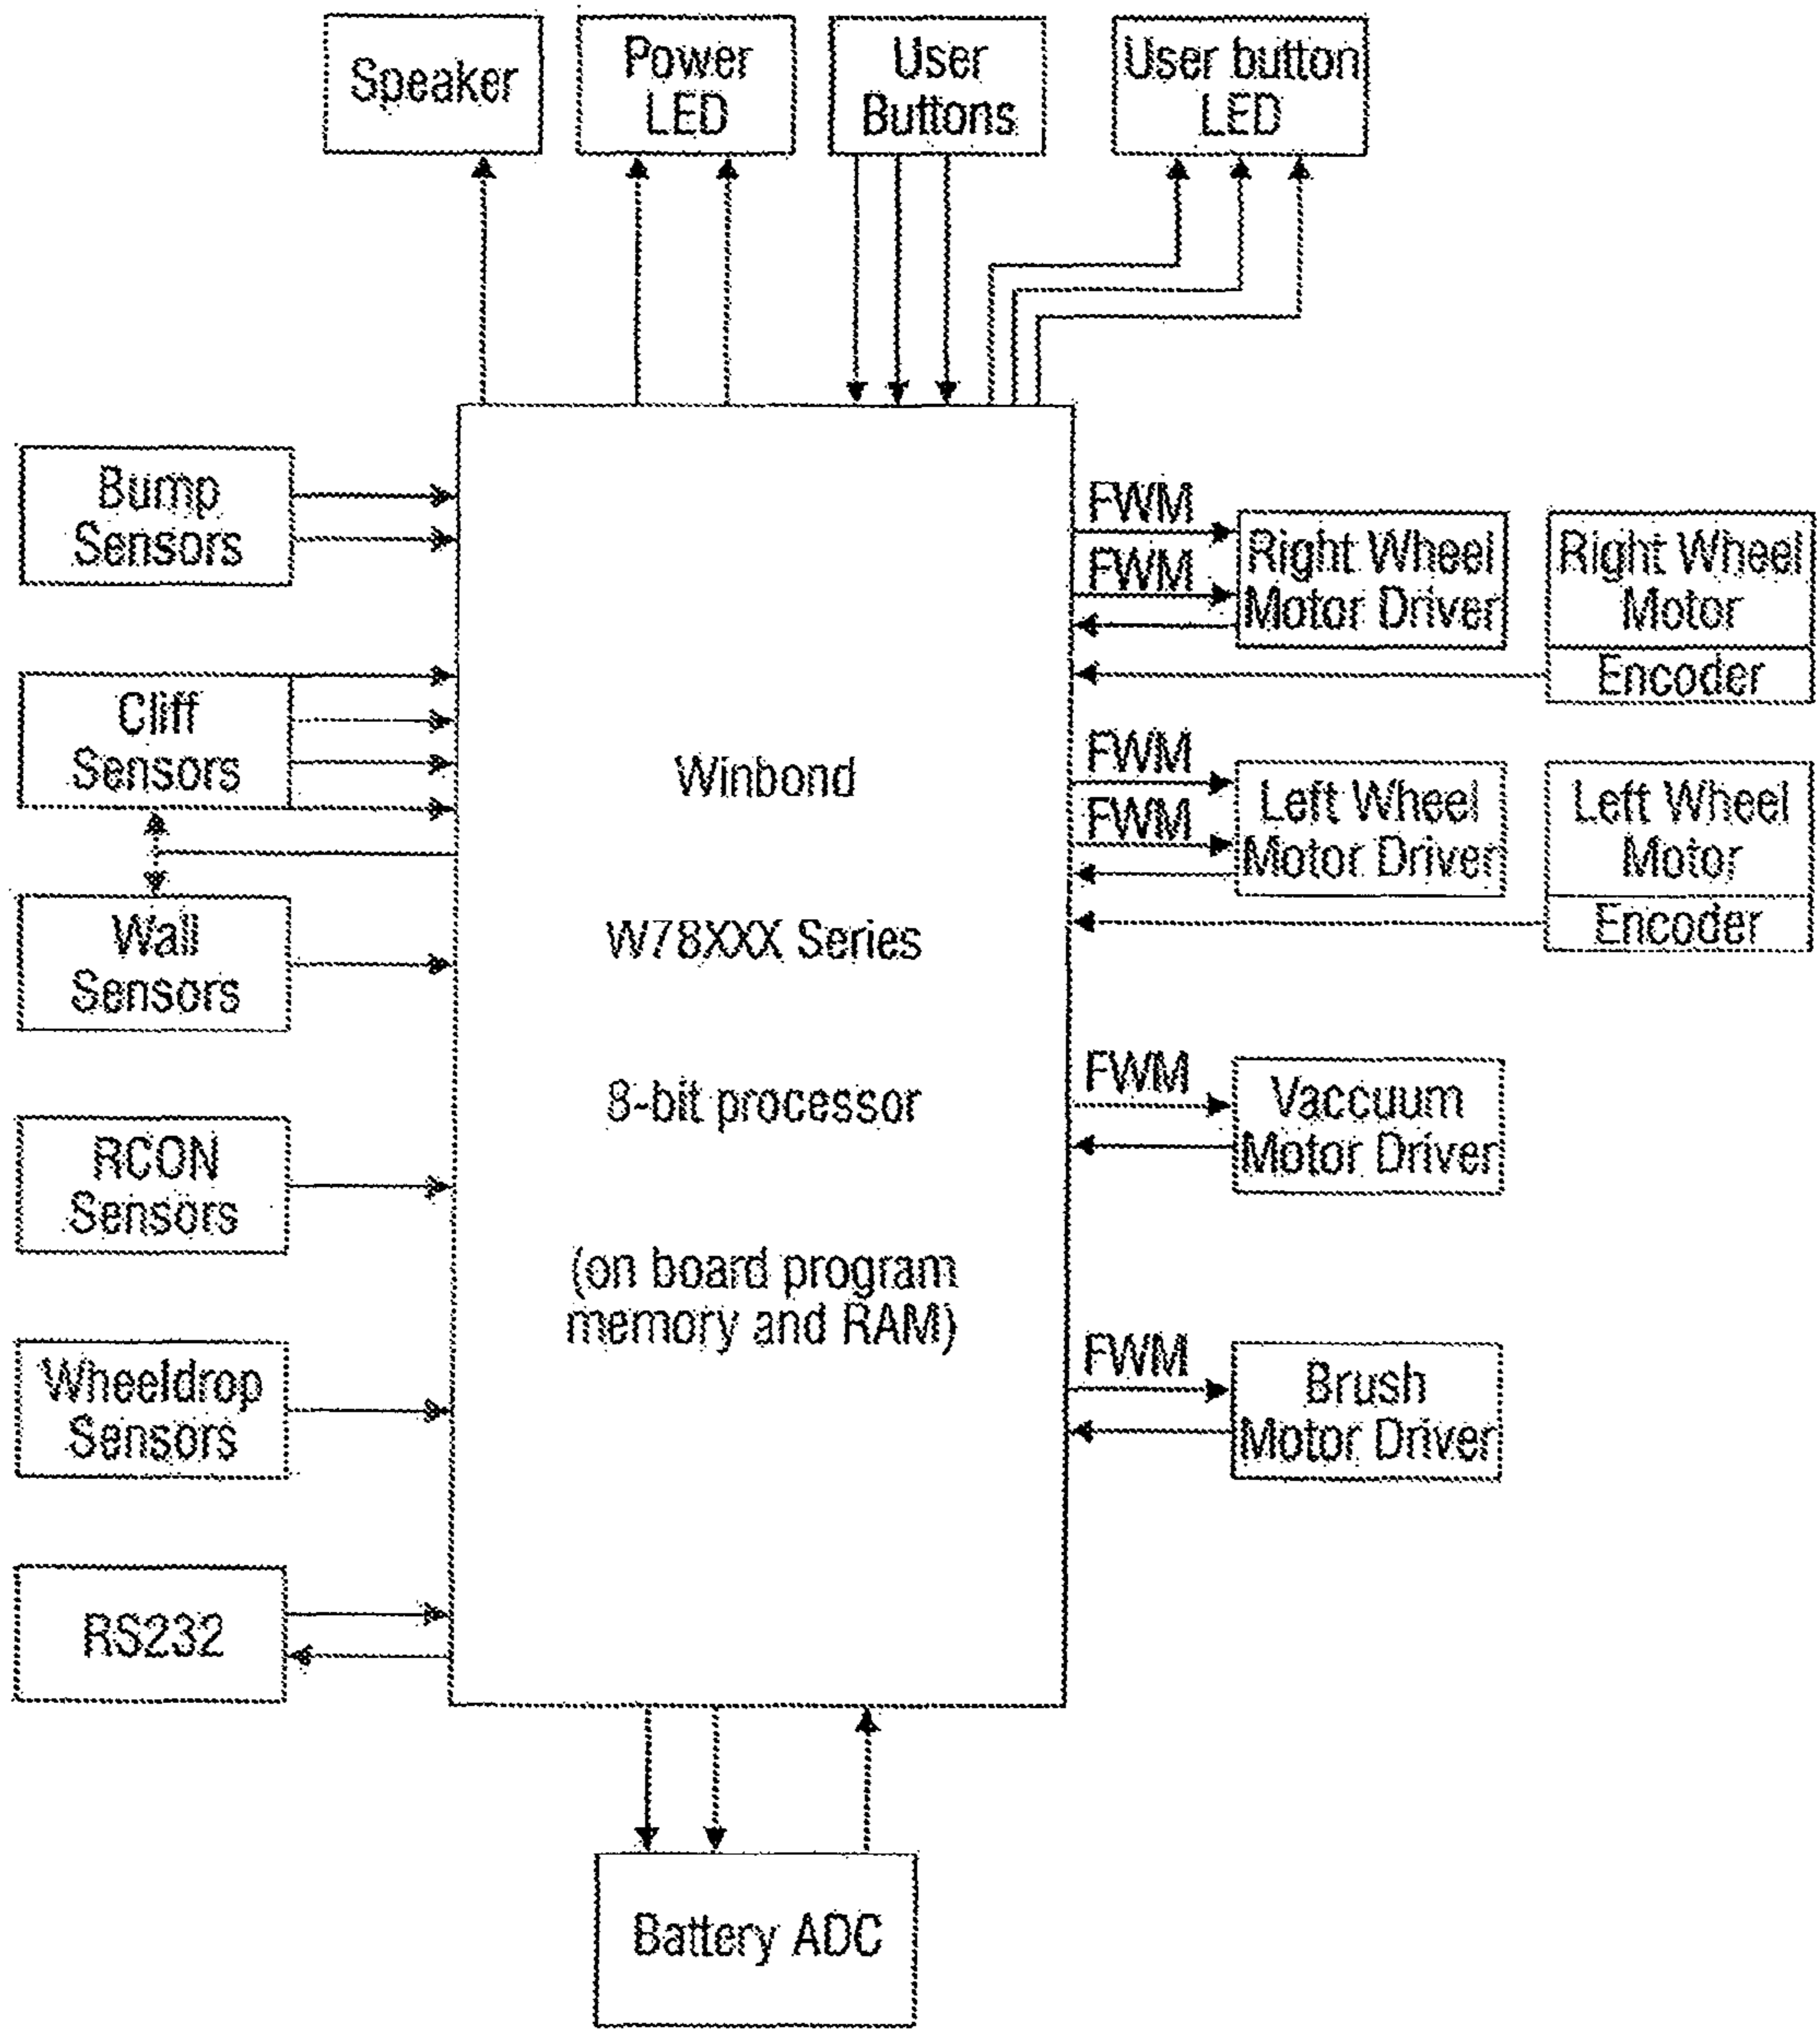 Speaker
Power
LED
User
Buttons
User button
LED
Bump
Sensors
Cliff
Sensors
Wall
Sensors
RCON
Sensors
Wheeldrop
Sensors
RS232
Winbond
W78XXX Series
8-bit processor
(on board program
memory and RAM)
FWM
FWM
Right Wheel
Motor Driver
Right Wheel
Motor
Encoder
FWM
FWM
Left Wheel
Motor Driver
Left Wheel
Motor
Encoder
FWM
Vaccuum
Motor Driver
FWM
Brush
Motor Driver
Battery ADC